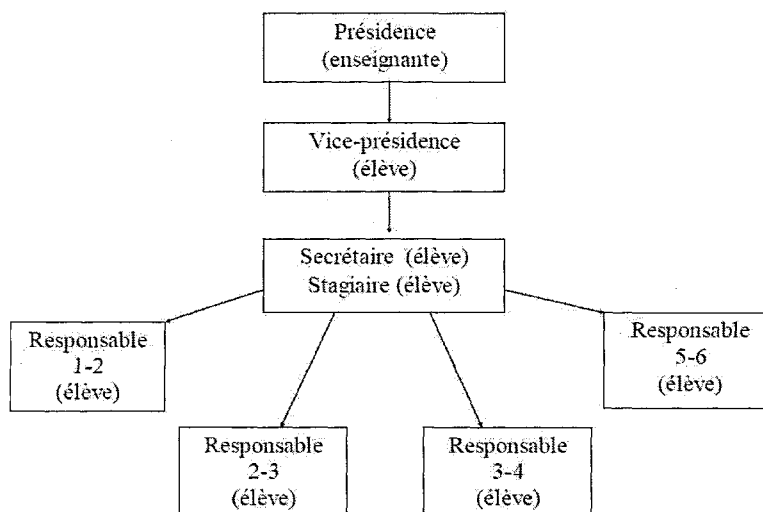 Présidence
(enseignante)
Vice-présidence
(élève)
Secrétaire (élève)
Stagiaire (élève)
Responsable
1-2
(élève)
Responsable
5-6
(élève)
Responsable
2-3
(élève)
Responsable
3-4
(élève)